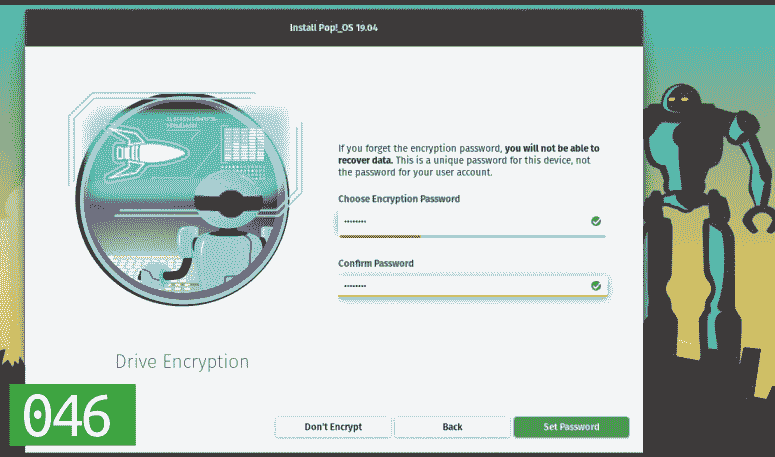 Install Pop!_OS 19.04
If you forget the encryption password, you will not be able to
recover data. This is a unique password for this device, not
the password for your user account.
Choose Encryption Password
••••••••
Confirm Password
••••••••
Drive Encryption
046
Don't Encrypt
Back
Set Password